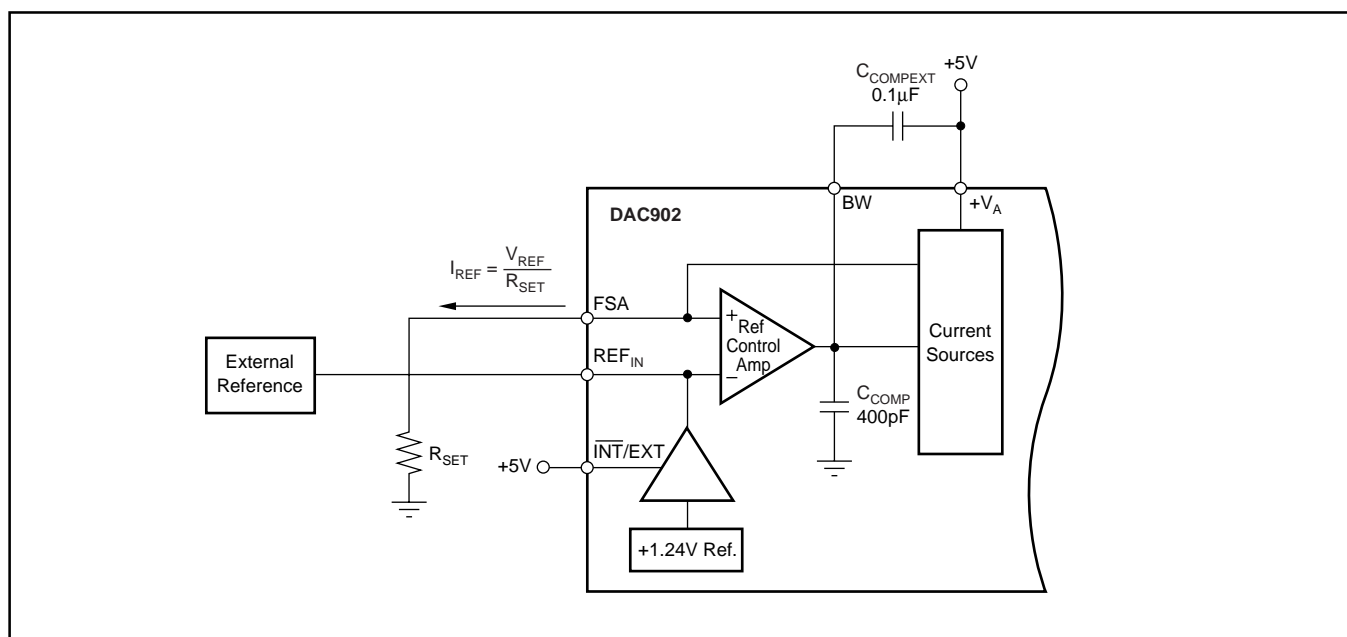 +5V
C_COMPEXT
0.1µF
DAC902
BW
+V_A
I_REF = V_REF / R_SET
FSA
+
Ref
Control
Amp
−
Current
Sources
External
Reference
REF_IN
C_COMP
400pF
R_SET
+5V
I̅N̅T̅/EXT
+1.24V Ref.